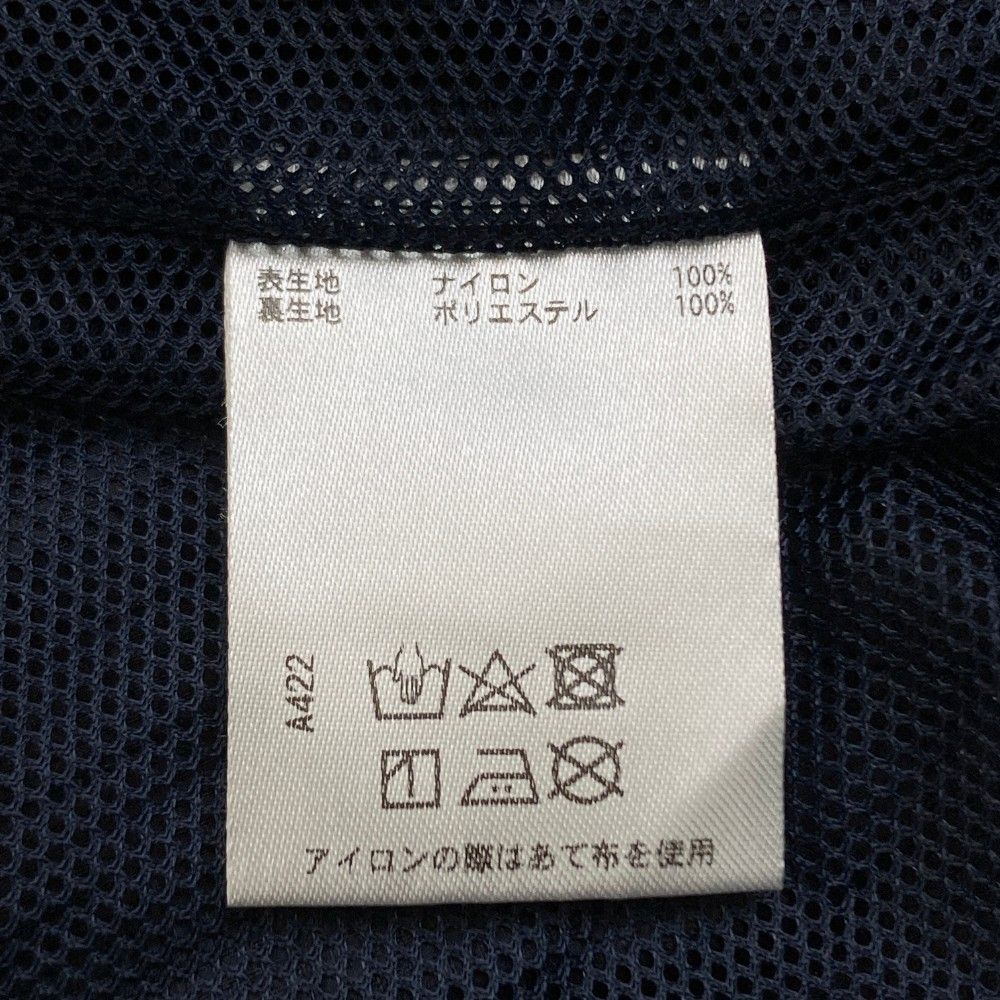 表生地 ナイロン 100%
裏生地 ポリエステル 100%
A422
アイロンの際はあて布を使用